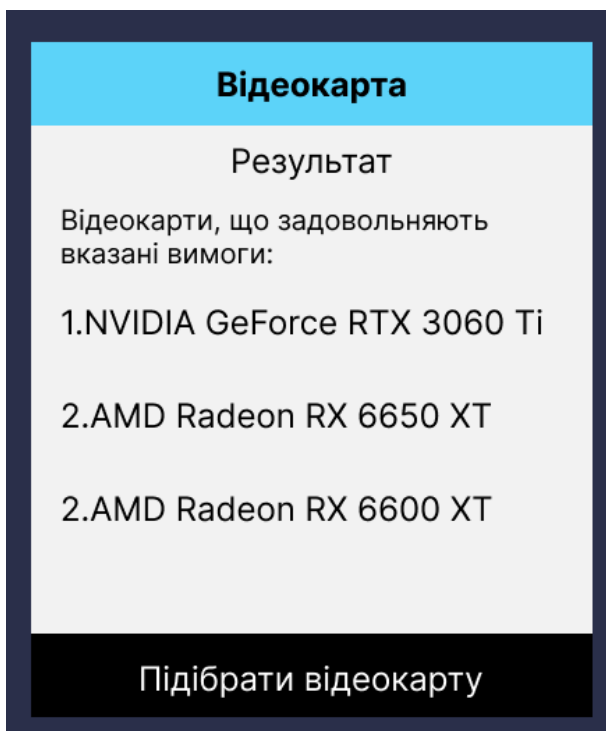 Відеокарта
Результат
Відеокарти, що задовольняють
вказані вимоги:
1.NVIDIA GeForce RTX 3060 Ti
2.AMD Radeon RX 6650 XT
2.AMD Radeon RX 6600 XT
Підібрати відеокарту